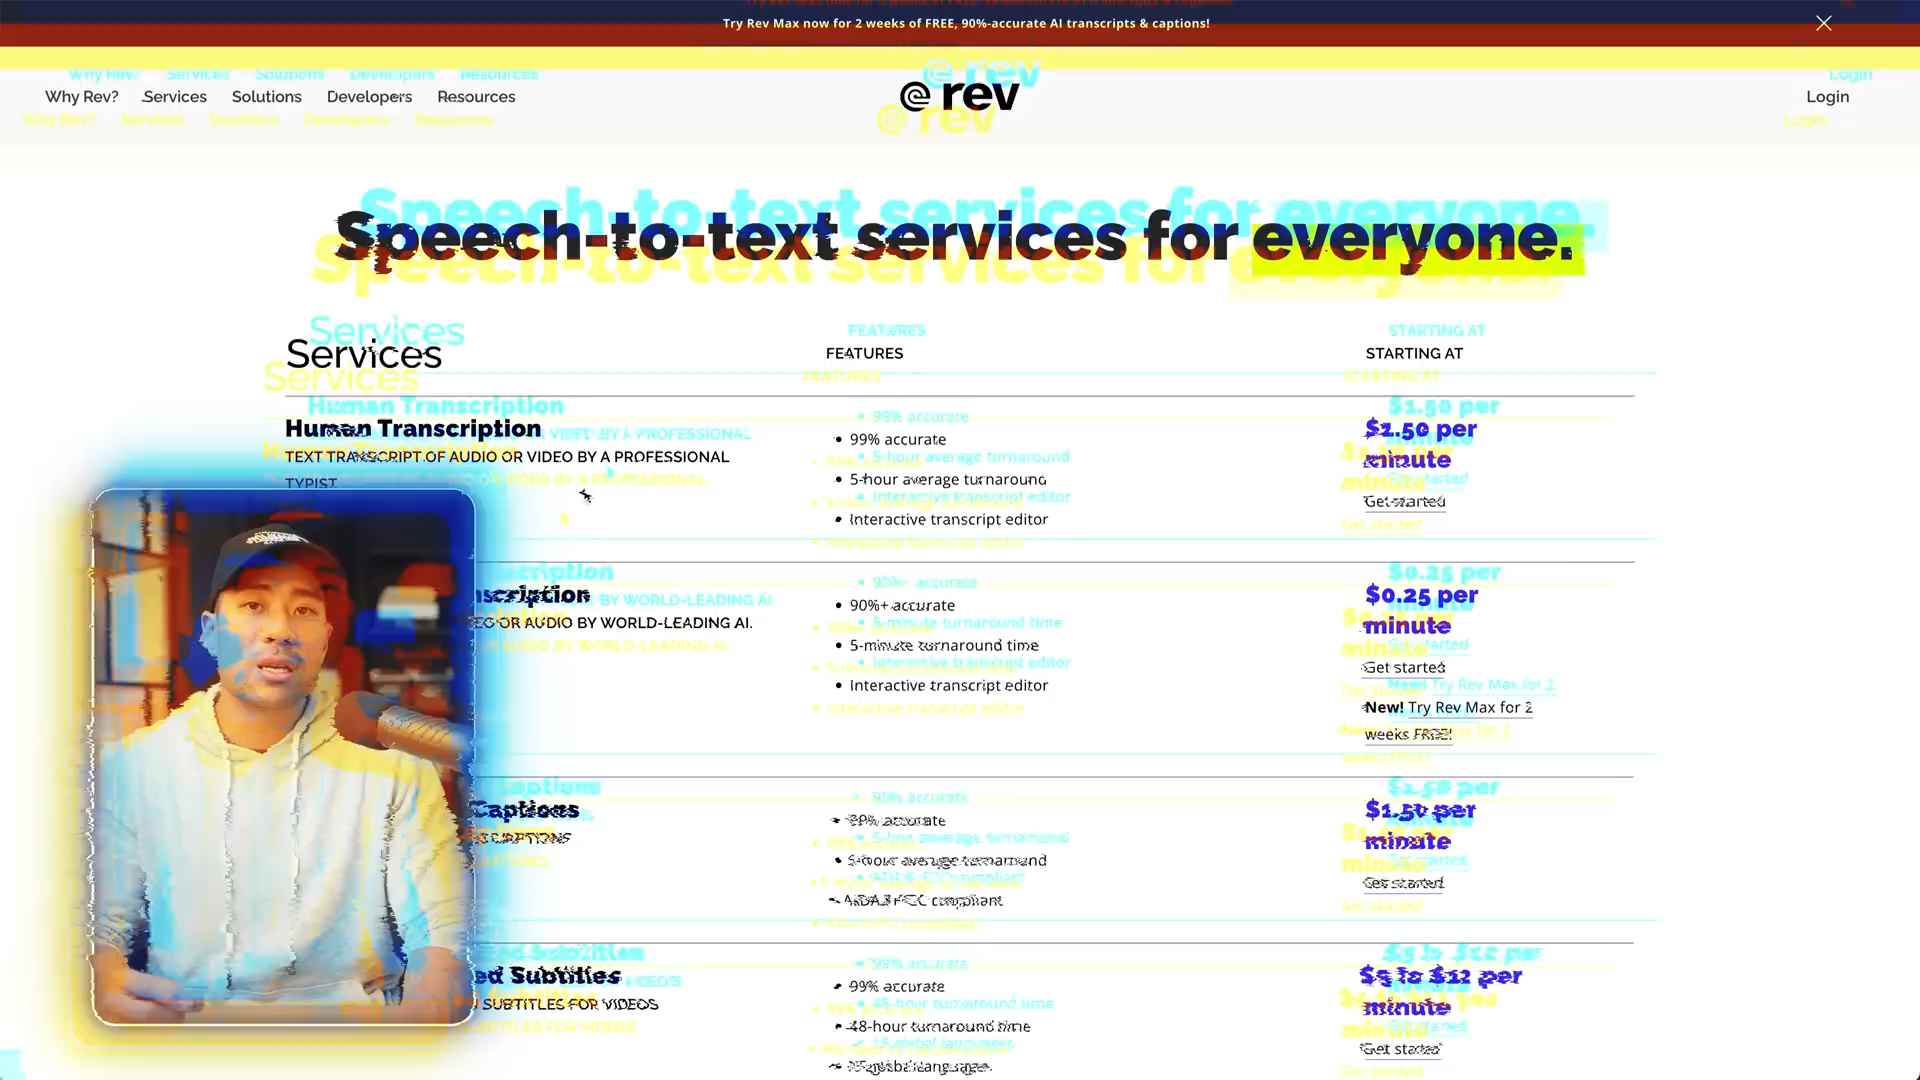 Try Rev Max now for 2 weeks of FREE, 90%-accurate AI transcripts & captions!
Why Rev? Services Solutions Developers Resources
rev
Login
Speech-to-text services for everyone.
Services FEATURES STARTING AT
Human Transcription
TEXT TRANSCRIPT OF AUDIO OR VIDEO BY A PROFESSIONAL
TYPIST
• 99% accurate
• 5-hour average turnaround
• Interactive transcript editor
$1.50 per
minute
Get started
nscription
EO OR AUDIO BY WORLD-LEADING AI.
• 90%+ accurate
• 5-minute turnaround time
• Interactive transcript editor
$0.25 per
minute
Get started
New! Try Rev Max for 2
weeks FREE!
Captions
CAPTIONS
• 99% accurate
• 5-hour average turnaround
• ADA & FCC compliant
$1.50 per
minute
Get started
ed Subtitles
SUBTITLES FOR VIDEOS
• 99% accurate
• 48-hour turnaround time
global languages
$5 to $12 per
minute
Get started